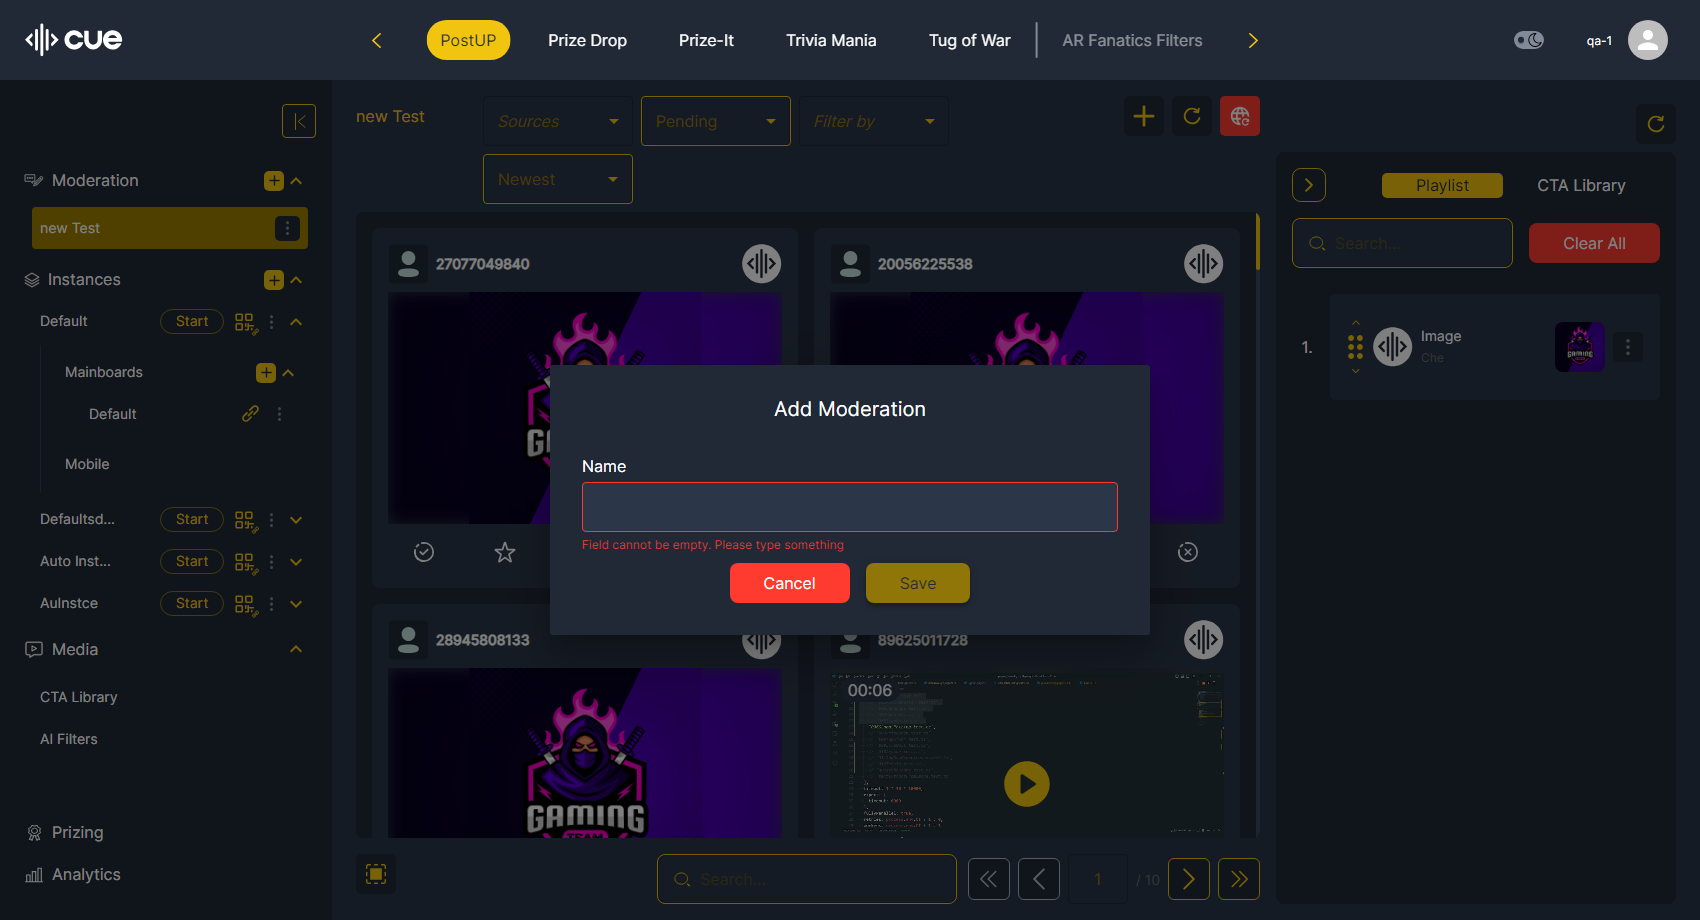 cue
PostUP
Prize Drop
Prize-It
Trivia Mania
Tug of War
AR Fanatics Filters
qa-1
Moderation
new Test
Instances
Default
Start
Mainboards
Default
Mobile
Defaultsd...
Start
Auto Inst...
Start
AuInstce
Start
Media
CTA Library
AI Filters
Prizing
Analytics
new Test
Sources
Pending
Filter by
Newest
27077049840
20056225538
28945808133
GAMING
TEAM
89625011728
00:06
Add Moderation
Name
Field cannot be empty. Please type something
Cancel
Save
Search...
1
/ 10
Playlist
CTA Library
Search...
Clear All
1.
Image
Che
GAMING